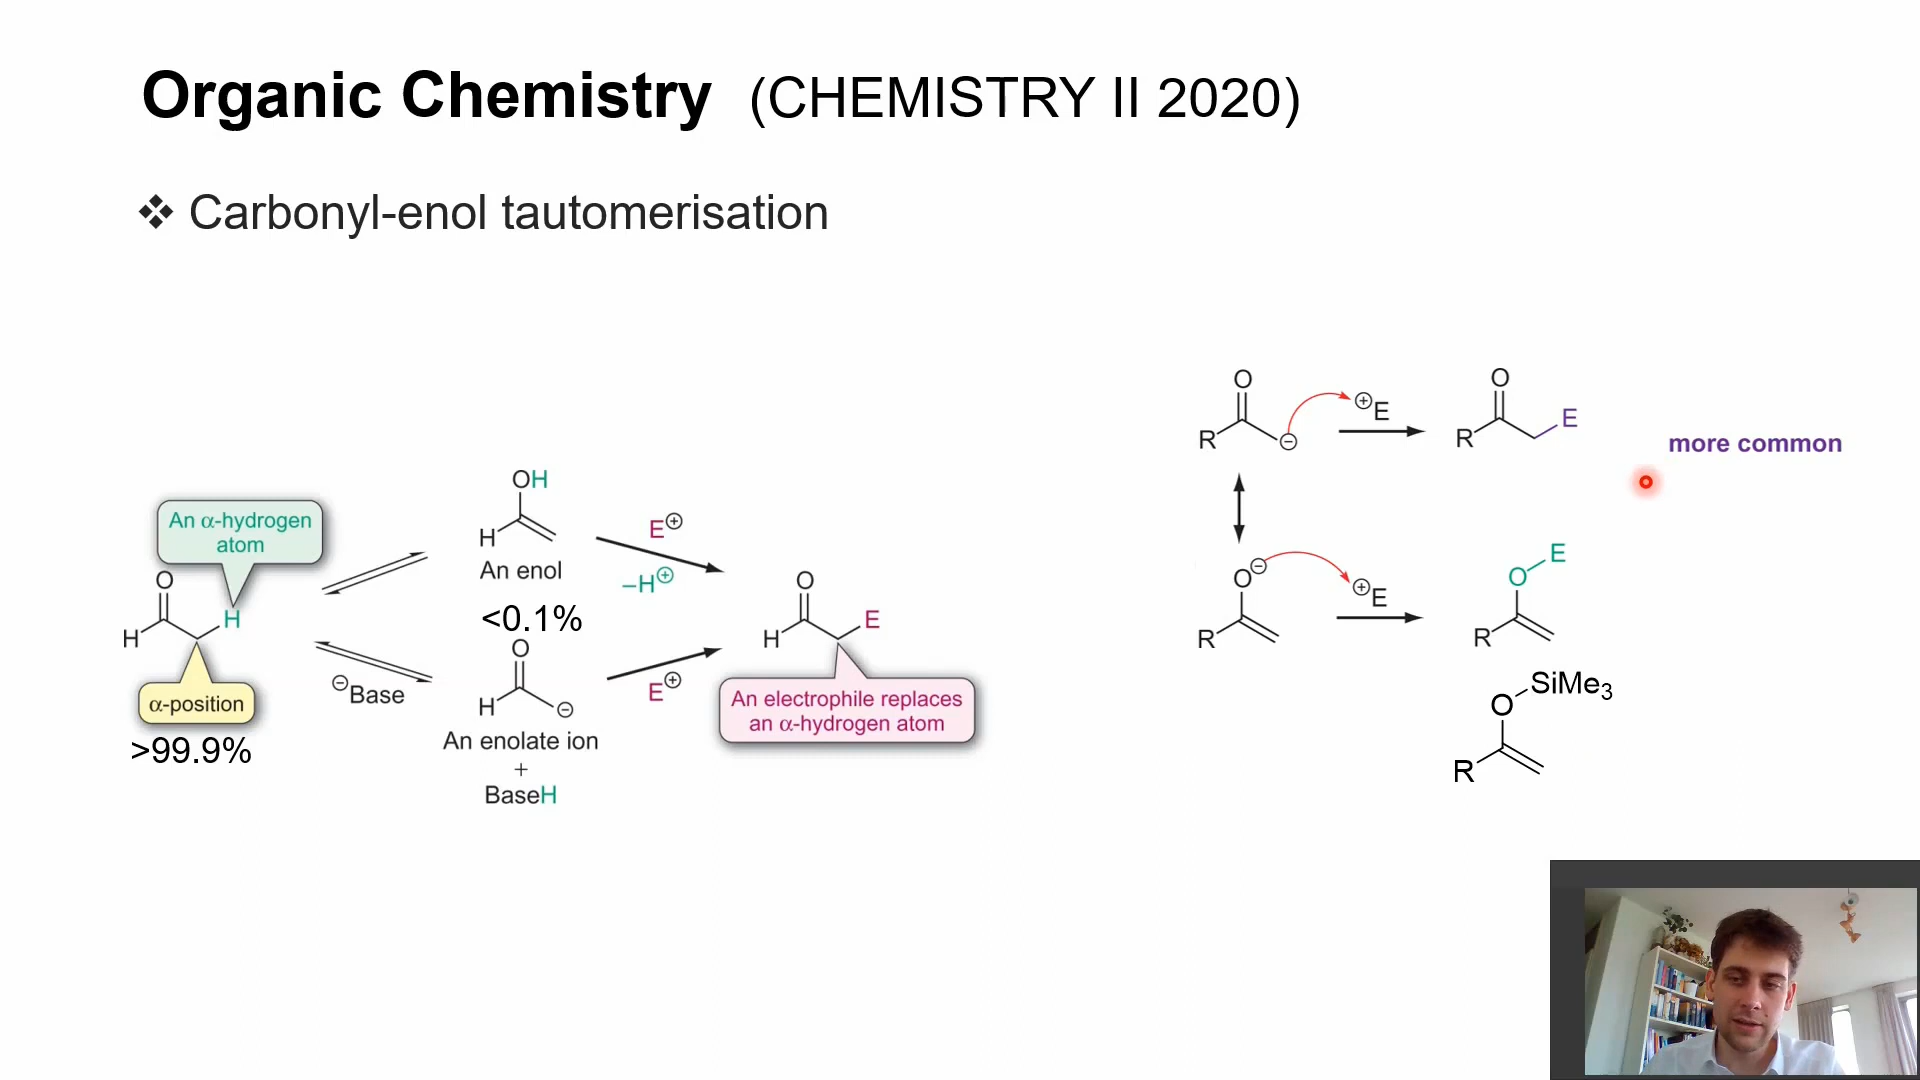 Organic Chemistry (CHEMISTRY II 2020)
❖ Carbonyl-enol tautomerisation
An α-hydrogen
atom
O
H
H
α-position
>99.9%
⊖Base
OH
H
An enol
<0.1%
O
H
⊖
An enolate ion
+
BaseH
E⊕
–H⊕
E⊕
O
H
E
An electrophile replaces
an α-hydrogen atom
O
R
⊖
⊕E
O
R
E
more common
O⊖
R
⊕E
E
O
R
SiMe₃
O
R